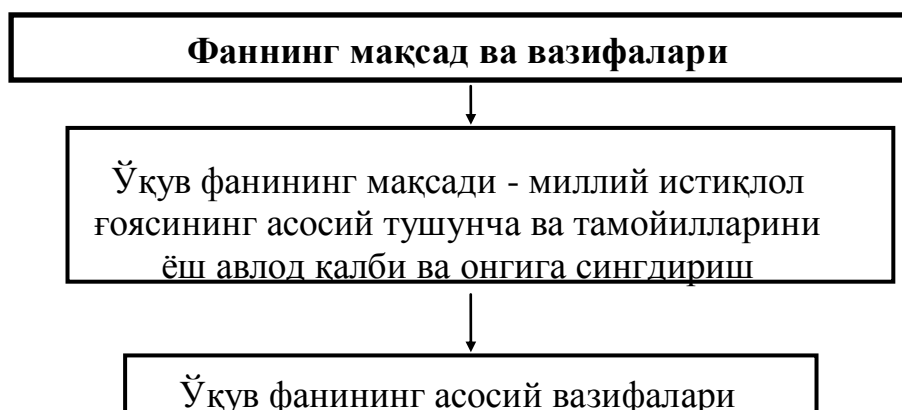 Фаннинг мақсад ва вазифалари
Ўқув фанининг мақсади - миллий истиқлол
ғоясининг асосий тушунча ва тамойилларини
ёш авлод қалби ва онгига сингдириш
Ўқув фанининг асосий вазифалари